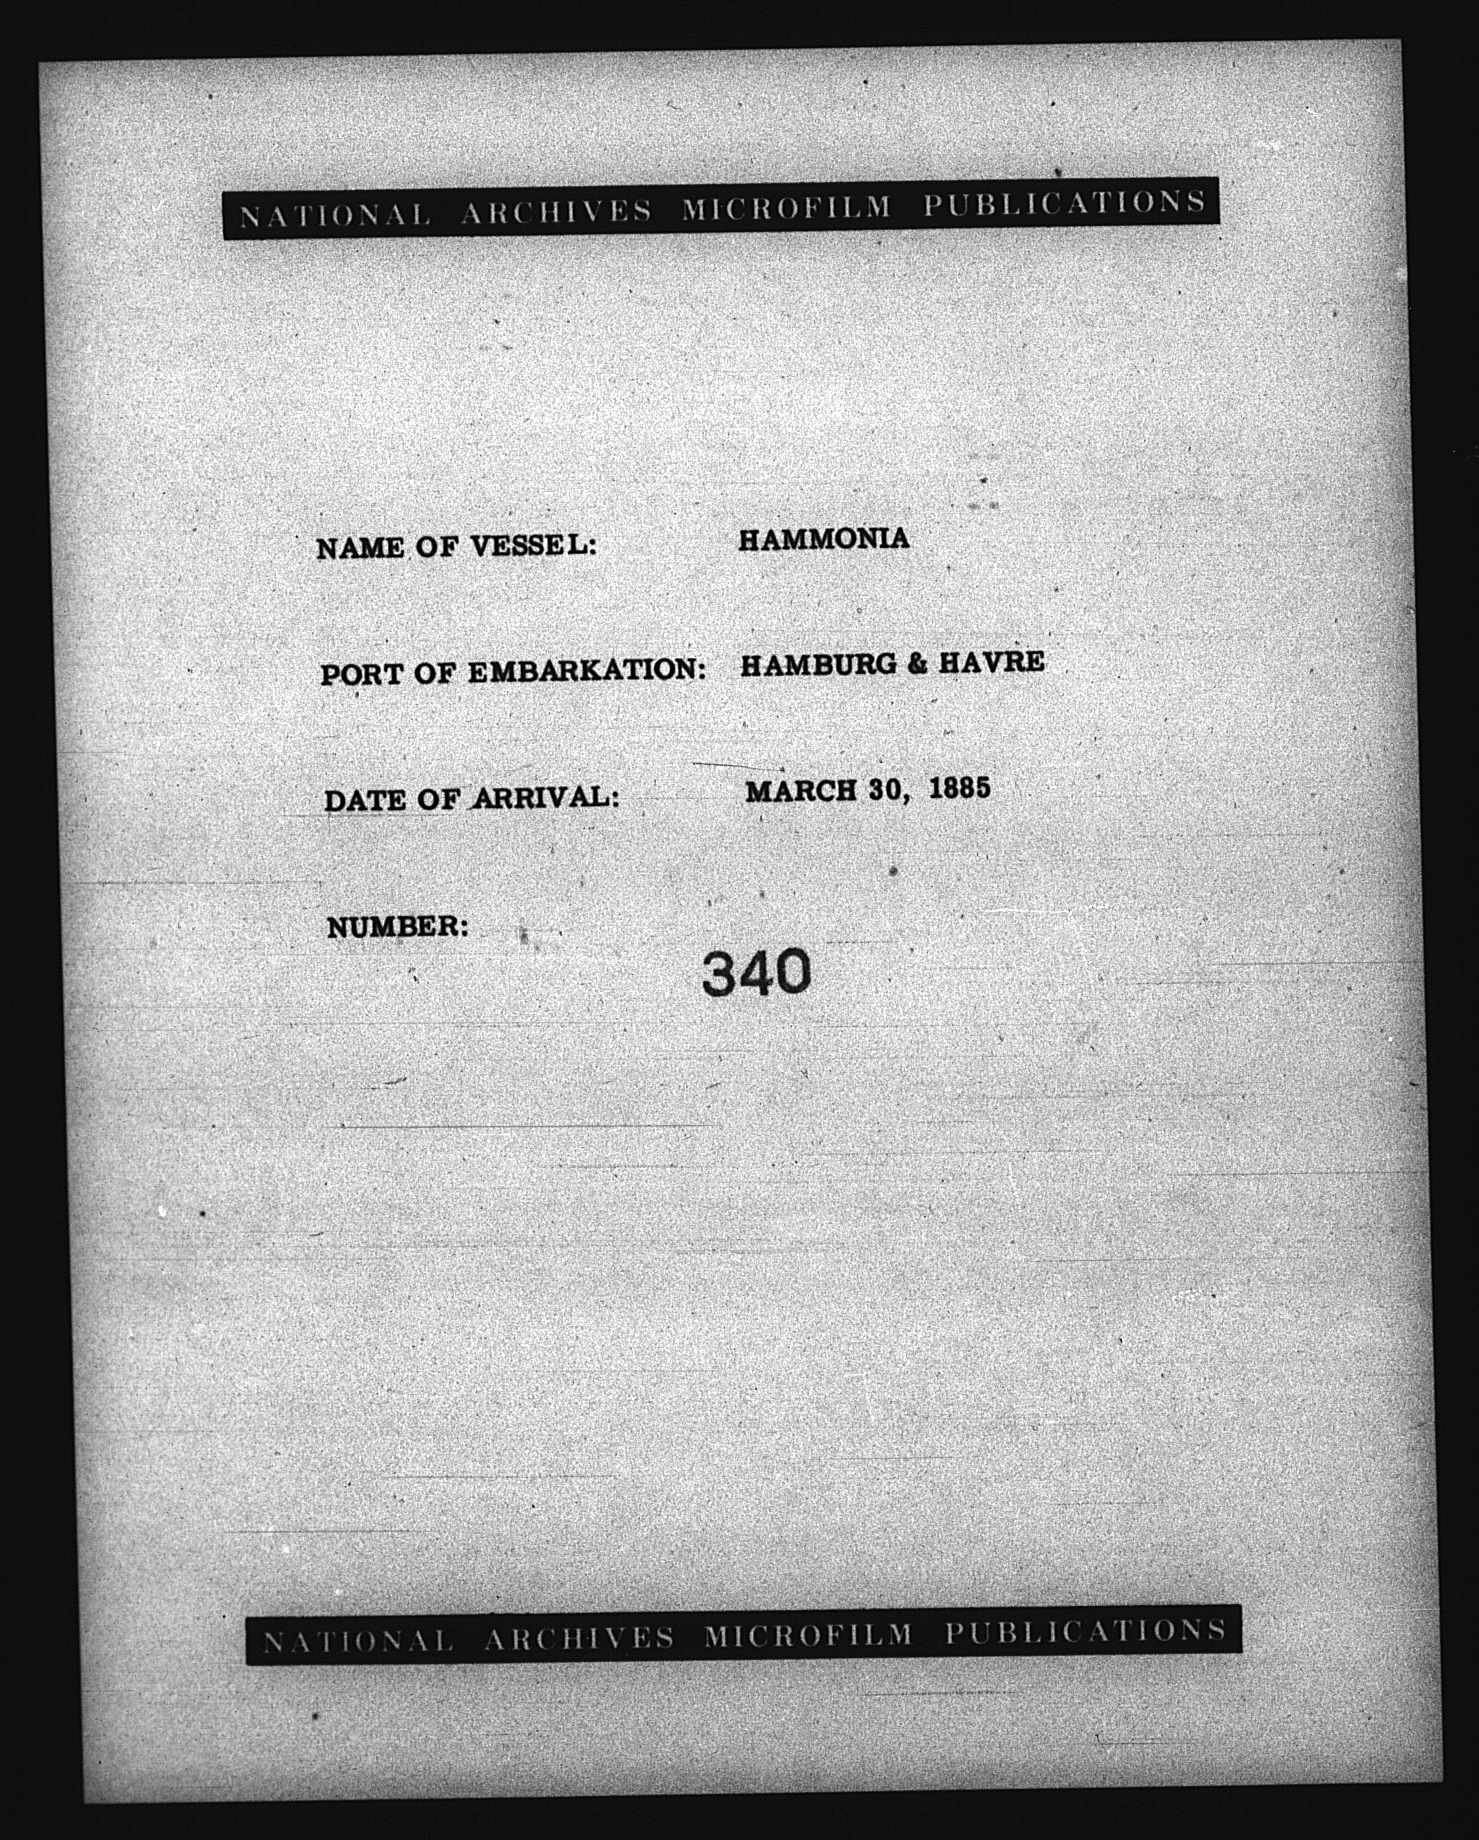 NATIONAL ARCHIVES MICROFILM PUBLICATIONS
NAME OF VESSEL: HAMMONIA
PORT OF EMBARKATION: HAMBURG & HAVRE
DATE OF ARRIVAL: MARCH 30, 1885
NUMBER:
340
NATIONAL ARCHIVES MICROFILM PUBLICATIONS